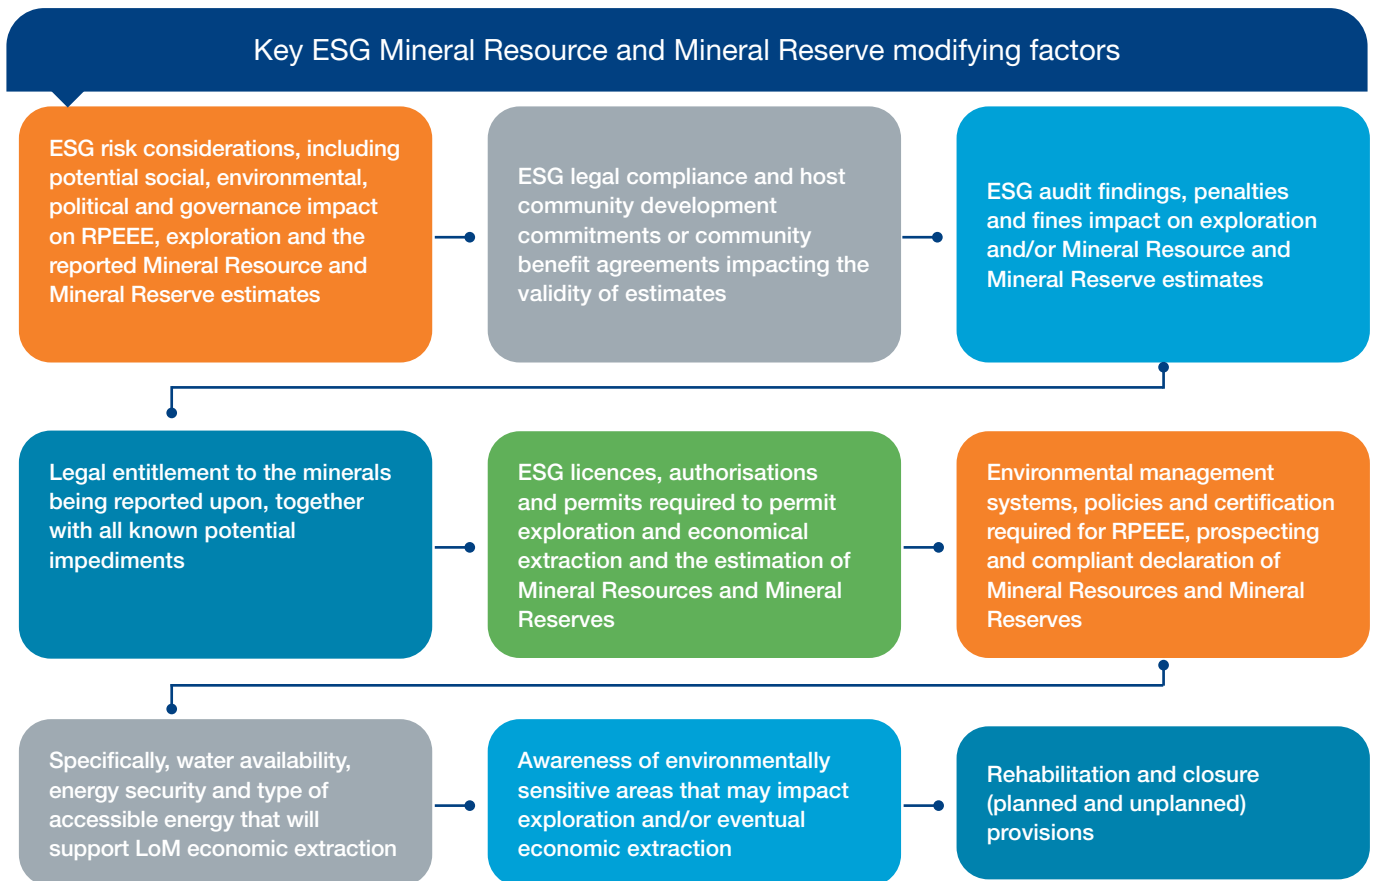 Key ESG Mineral Resource and Mineral Reserve modifying factors
ESG risk considerations, including
potential social, environmental,
political and governance impact
on RPEEE, exploration and the
reported Mineral Resource and
Mineral Reserve estimates
ESG legal compliance and host
community development
commitments or community
benefit agreements impacting the
validity of estimates
ESG audit findings, penalties
and fines impact on exploration
and/or Mineral Resource and
Mineral Reserve estimates
Legal entitlement to the minerals
being reported upon, together
with all known potential
impediments
ESG licences, authorisations
and permits required to permit
exploration and economical
extraction and the estimation of
Mineral Resources and Mineral
Reserves
Environmental management
systems, policies and certification
required for RPEEE, prospecting
and compliant declaration of
Mineral Resources and Mineral
Reserves
Specifically, water availability,
energy security and type of
accessible energy that will
support LoM economic extraction
Awareness of environmentally
sensitive areas that may impact
exploration and/or eventual
economic extraction
Rehabilitation and closure
(planned and unplanned)
provisions